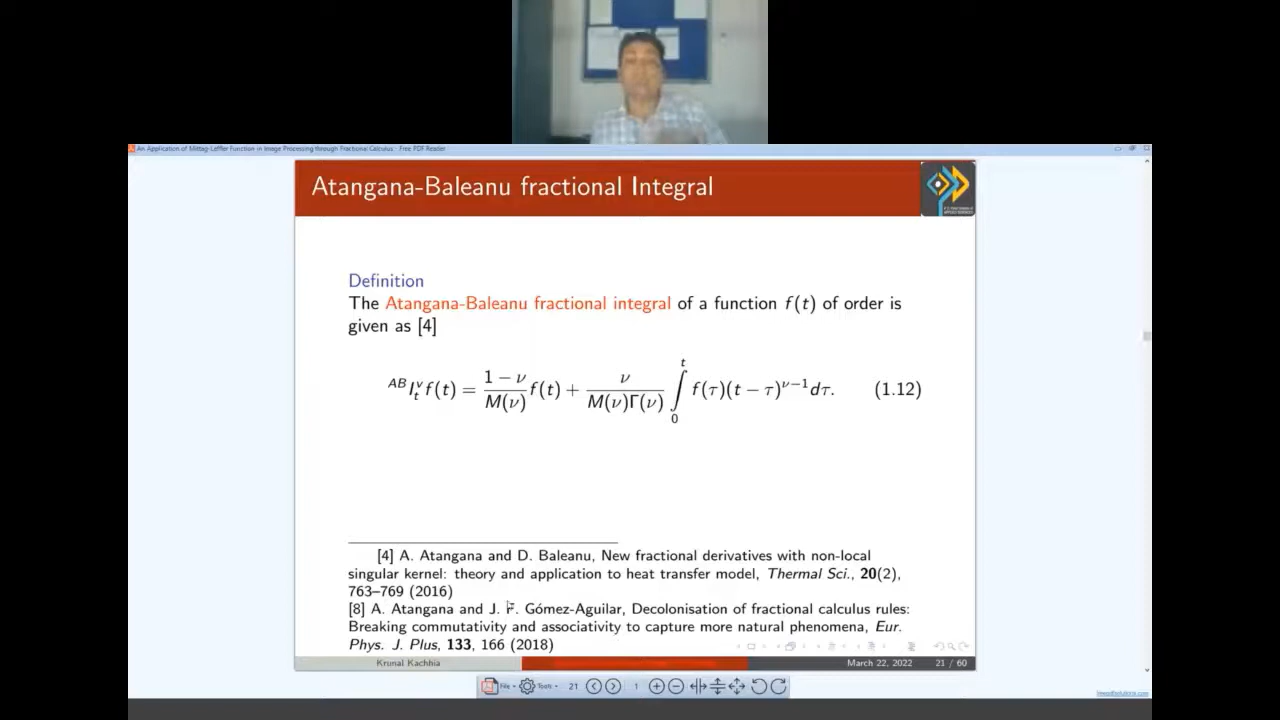 An Application of Mittag-Leffler Function in Image Processing through Fractional Calculus - Free PDF Reader
Atangana-Baleanu fractional Integral
Definition
The Atangana-Baleanu fractional integral of a function f(t) of order is
given as [4]
ᴬᴮIₜᵛ f(t) = (1 − ν)/M(ν) f(t) + ν/(M(ν)Γ(ν)) ∫₀ᵗ f(τ)(t − τ)^{ν−1} dτ. (1.12)
[4] A. Atangana and D. Baleanu, New fractional derivatives with non-local
singular kernel: theory and application to heat transfer model, Thermal Sci., 20(2),
763–769 (2016)
[8] A. Atangana and J. F. Gómez-Aguilar, Decolonisation of fractional calculus rules:
Breaking commutativity and associativity to capture more natural phenomena, Eur.
Phys. J. Plus, 133, 166 (2018)
Krunal Kachhia March 22, 2022 21 / 60
File Tools 21 1